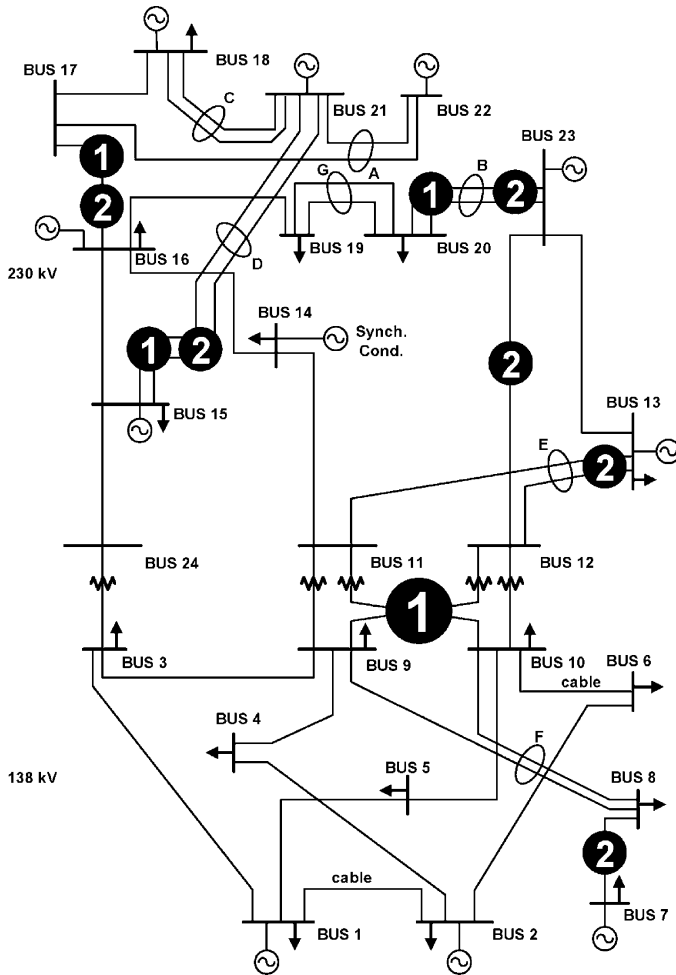 BUS 18
BUS 17
C
BUS 21
BUS 22
1
BUS 23
G
A
B
1
2
2
D
BUS 19
BUS 20
BUS 16
230 kV
BUS 14
Synch.
Cond.
1
2
2
BUS 15
BUS 13
E
2
BUS 24
BUS 11
BUS 12
1
BUS 3
BUS 9
BUS 10
BUS 6
cable
BUS 4
F
138 kV
BUS 5
BUS 8
2
cable
BUS 1
BUS 2
BUS 7